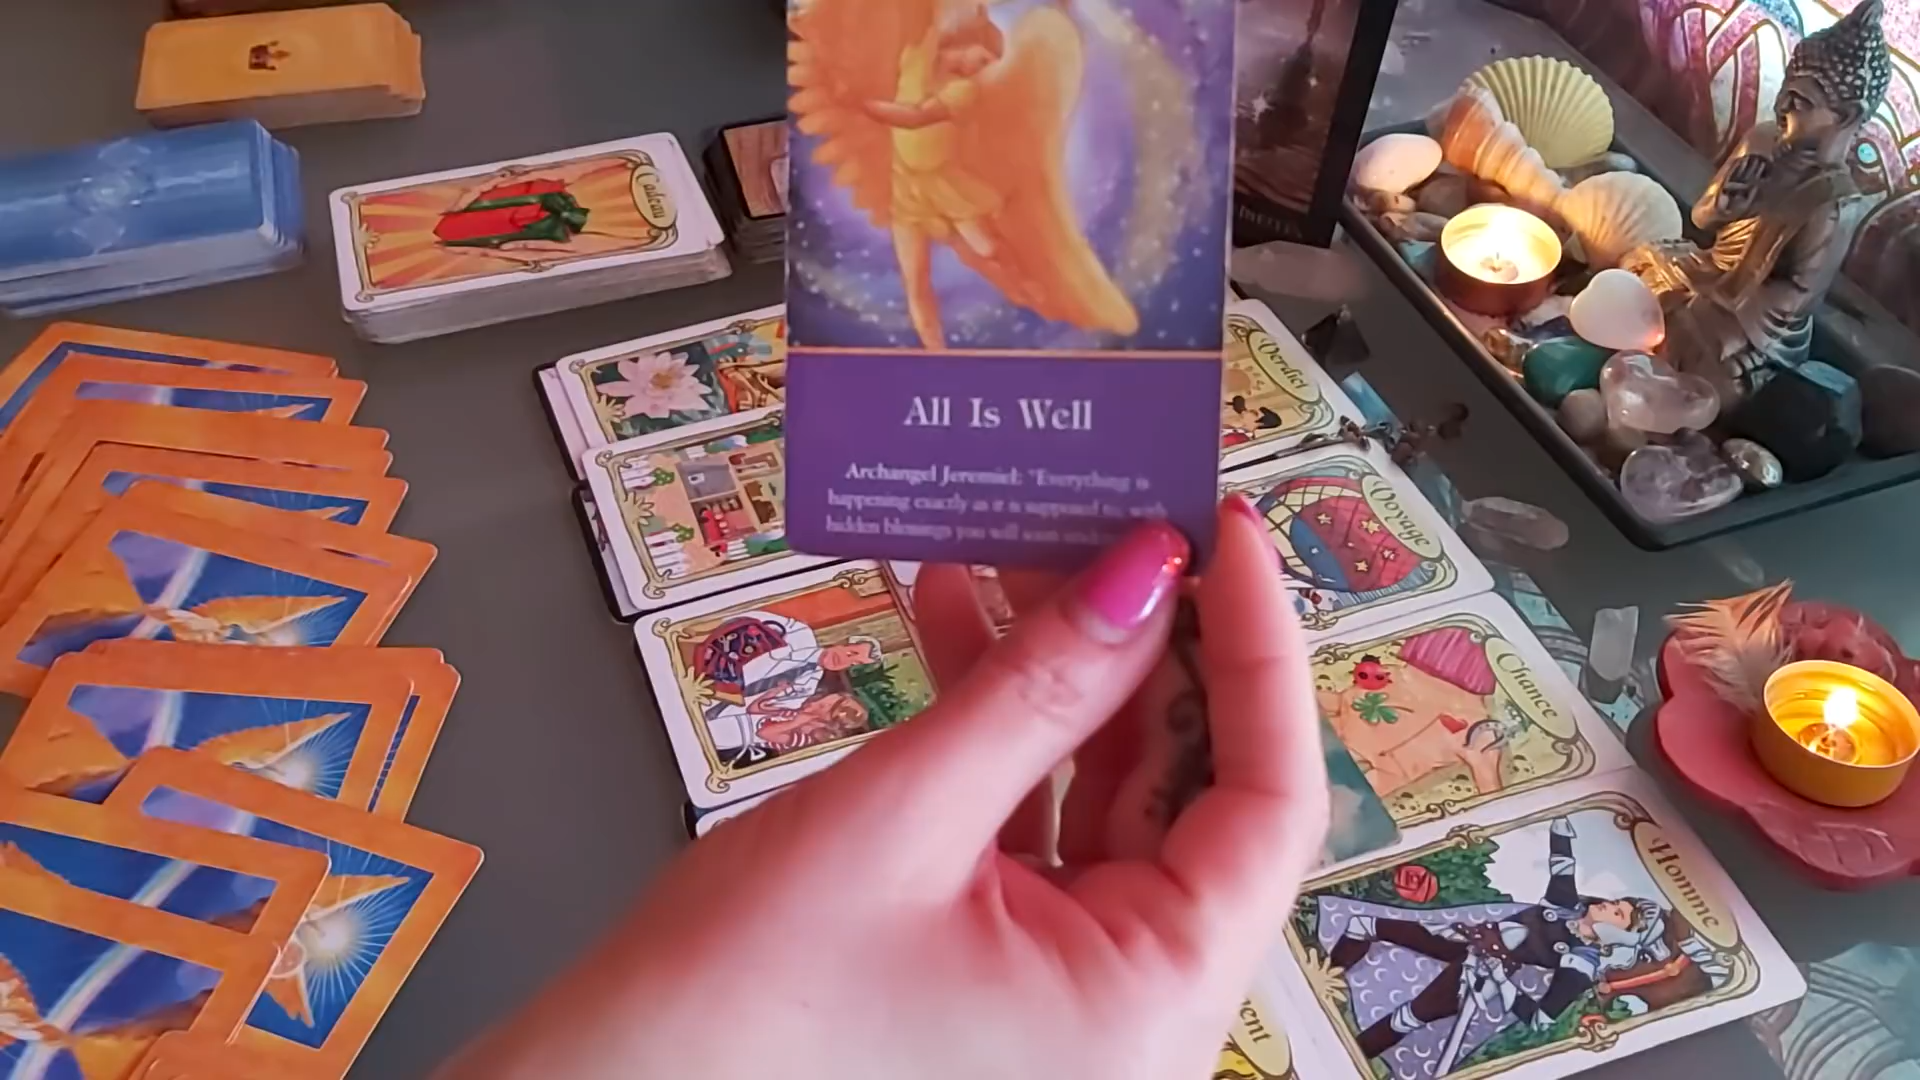 Cadeau
All Is Well
Archangel Jeremiel: "Everything is
happening exactly as it is supposed to, with
hidden blessings you will soon
Verdict
Voyage
Chance
Homme